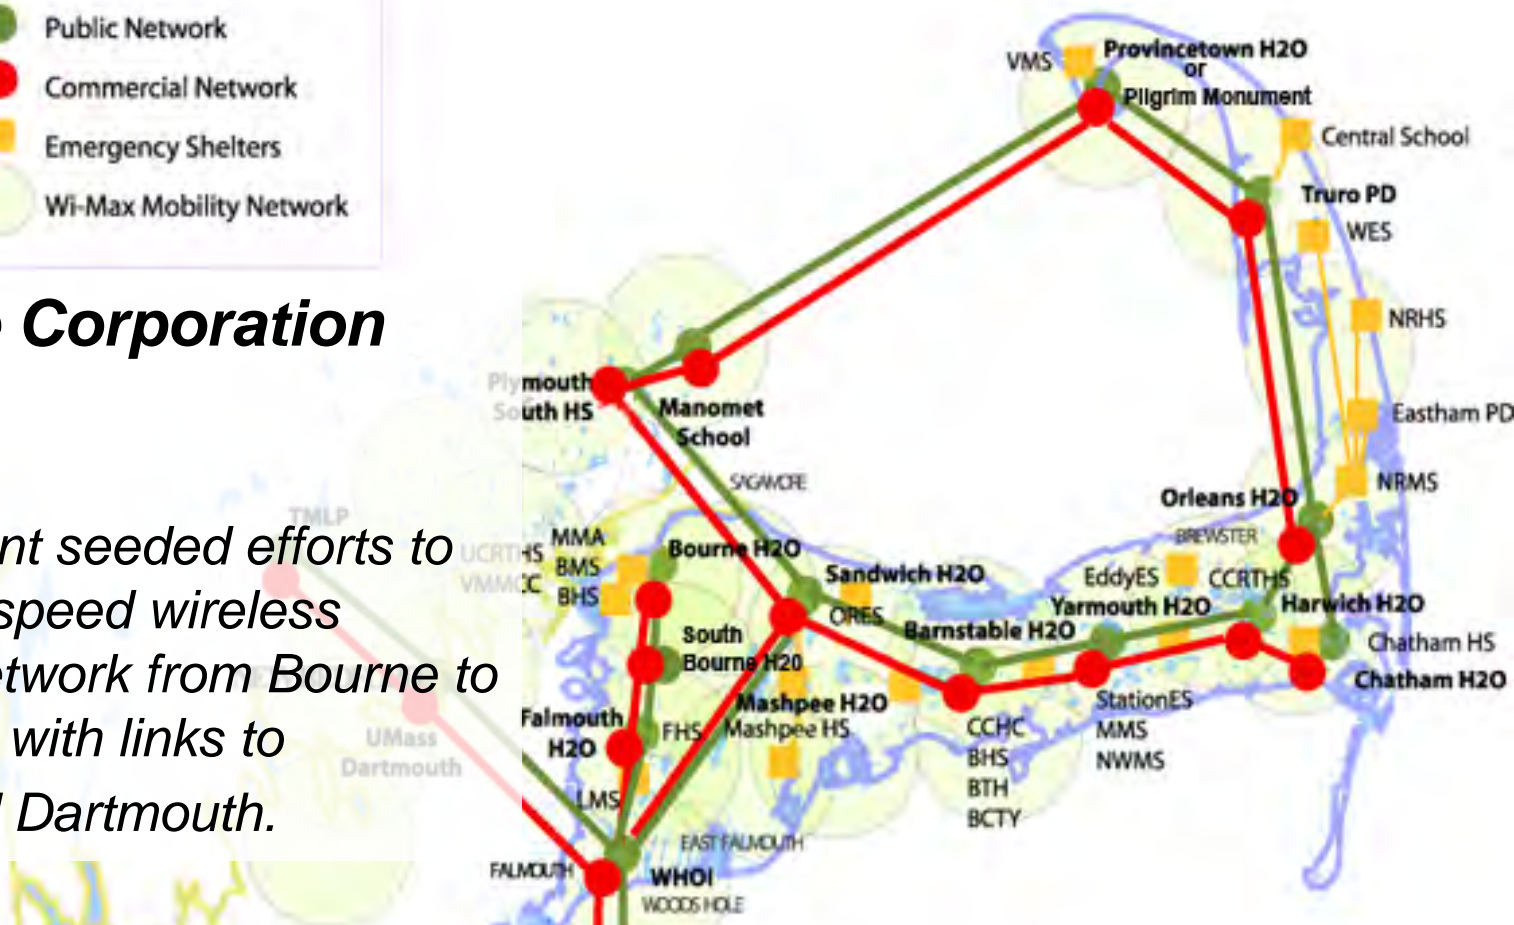 Public Network
Commercial Network
Emergency Shelters
Wi-Max Mobility Network
Corporation
nt seeded efforts to
speed wireless
etwork from Bourne to
with links to
Dartmouth.
VMS
Provincetown H2O
or
Pilgrim Monument
Central School
Truro PD
WES
NRHS
Eastham PD
NRMS
Orleans H2O
BREWSTER
EddyES
CCRTHS
Yarmouth H2O
Harwich H2O
Chatham HS
Chatham H2O
Plymouth
South HS
Manomet
School
SAGAMORE
TMLP
UCRTHS
VMMCC
MMA
BMS
BHS
Bourne H2O
Sandwich H2O
ORES
Barnstable H2O
South
Bourne H20
Mashpee H2O
Mashpee HS
Falmouth
H2O
FHS
LMS
StationES
MMS
NWMS
CCHC
BHS
BTH
BCTY
UMass
Dartmouth
EAST FALMOUTH
FALMOUTH
WHOI
WOODS HOLE